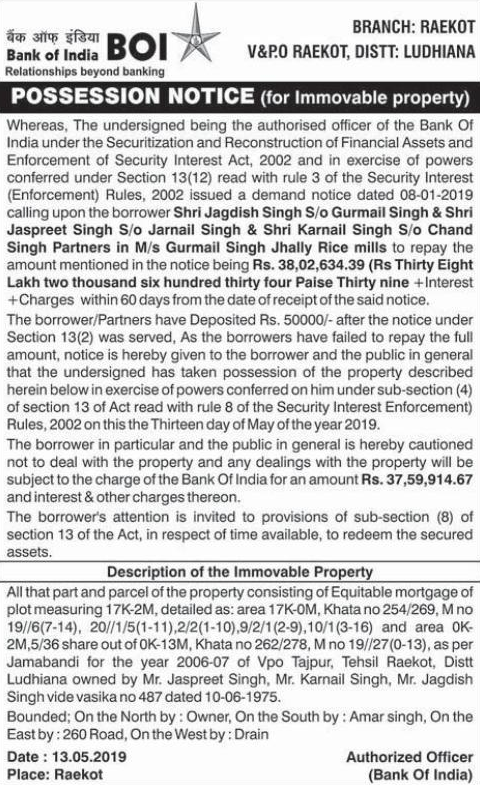 बैंक ऑफ़ इंडिया
Bank of India BOI
Relationships beyond banking
BRANCH: RAEKOT
V&P.O RAEKOT, DISTT: LUDHIANA
POSSESSION NOTICE (for Immovable property)
Whereas, The undersigned being the authorised officer of the Bank Of
India under the Securitization and Reconstruction of Financial Assets and
Enforcement of Security Interest Act, 2002 and in exercise of powers
conferred under Section 13(12) read with rule 3 of the Security Interest
(Enforcement) Rules, 2002 issued a demand notice dated 08-01-2019
calling upon the borrower Shri Jagdish Singh S/o Gurmail Singh & Shri
Jaspreet Singh S/o Jarnail Singh & Shri Karnail Singh S/o Chand
Singh Partners in M/s Gurmail Singh Jhally Rice mills to repay the
amount mentioned in the notice being Rs. 38,02,634.39 (Rs Thirty Eight
Lakh two thousand six hundred thirty four Paise Thirty nine +Interest
+Charges within 60 days from the date of receipt of the said notice.
The borrower/Partners have Deposited Rs. 50000/- after the notice under
Section 13(2) was served, As the borrowers have failed to repay the full
amount, notice is hereby given to the borrower and the public in general
that the undersigned has taken possession of the property described
herein below in exercise of powers conferred on him under sub-section (4)
of section 13 of Act read with rule 8 of the Security Interest Enforcement)
Rules, 2002 on this the Thirteen day of May of the year 2019.
The borrower in particular and the public in general is hereby cautioned
not to deal with the property and any dealings with the property will be
subject to the charge of the Bank Of India for an amount Rs. 37,59,914.67
and interest & other charges thereon.
The borrower's attention is invited to provisions of sub-section (8) of
section 13 of the Act, in respect of time available, to redeem the secured
assets.
Description of the Immovable Property
All that part and parcel of the property consisting of Equitable mortgage of
plot measuring 17K-2M, detailed as: area 17K-0M, Khata no 254/269, M no
19//6(7-14), 20//1/5(1-11),2/2(1-10),9/2/1(2-9),10/1(3-16) and area 0K-
2M,5/36 share out of 0K-13M, Khata no 262/278, M no 19//27(0-13), as per
Jamabandi for the year 2006-07 of Vpo Tajpur, Tehsil Raekot, Distt
Ludhiana owned by Mr. Jaspreet Singh, Mr. Karnail Singh, Mr. Jagdish
Singh vide vasika no 487 dated 10-06-1975.
Bounded; On the North by : Owner, On the South by : Amar singh, On the
East by : 260 Road, On the West by : Drain
Date : 13.05.2019 Authorized Officer
Place: Raekot (Bank Of India)